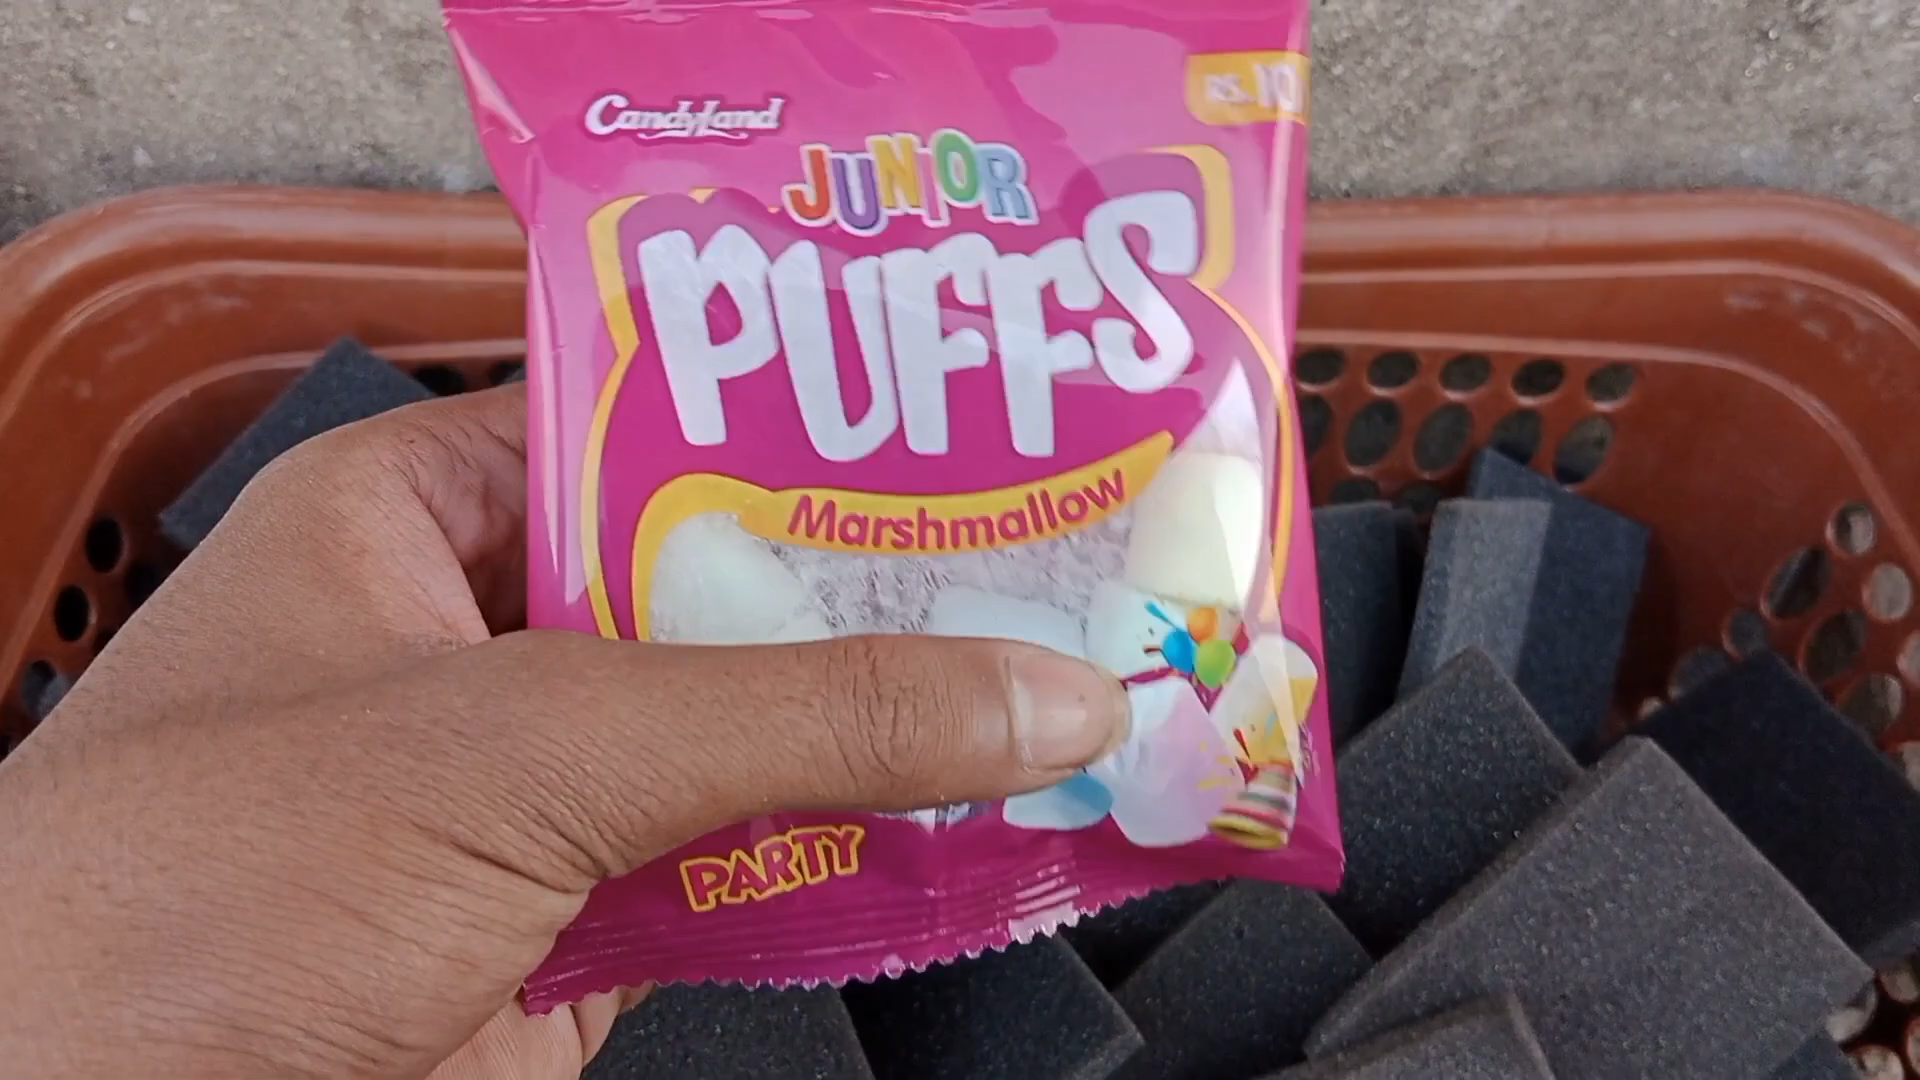 CandyLand
RS. 10
JUNIOR
PUFFS
Marshmallow
PARTY